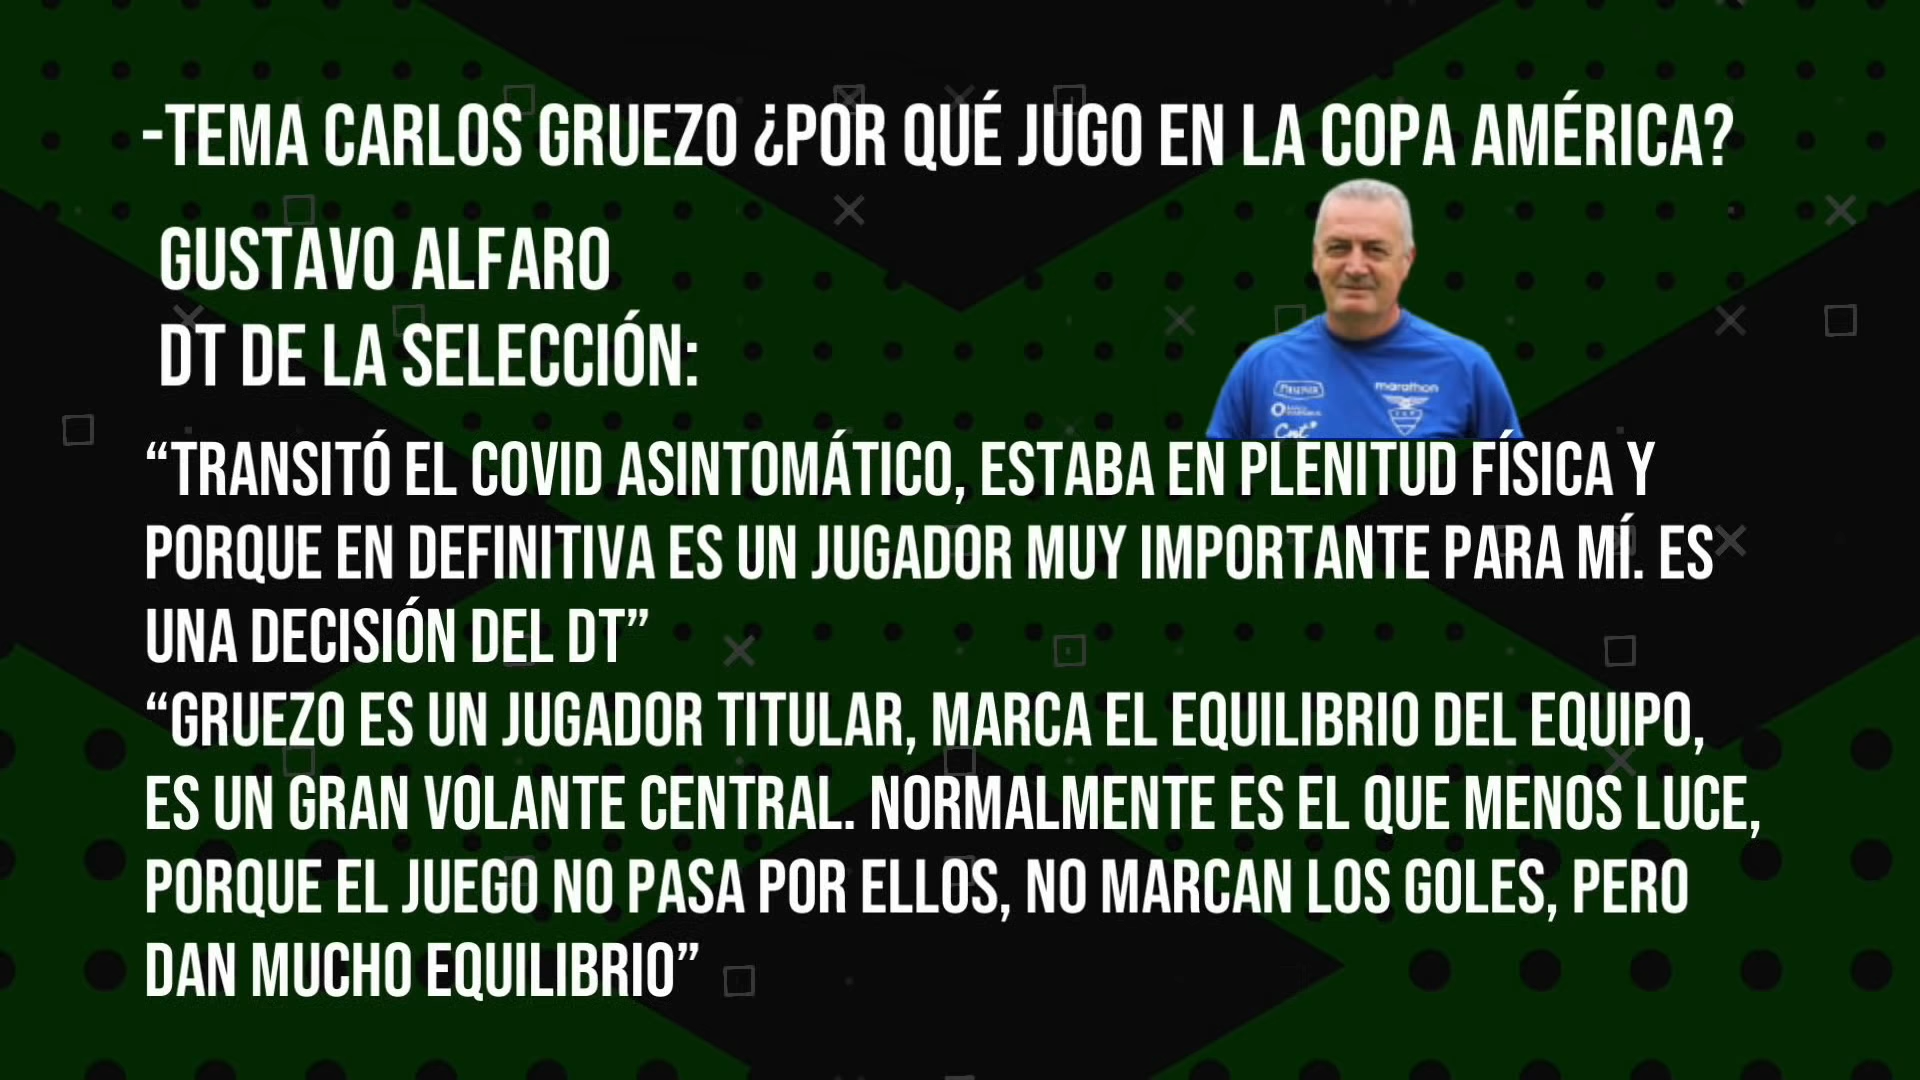 -TEMA CARLOS GRUEZO ¿POR QUÉ JUGO EN LA COPA AMÉRICA?
GUSTAVO ALFARO
DT DE LA SELECCIÓN:
marathon
Cnt
“TRANSITÓ EL COVID ASINTOMÁTICO, ESTABA EN PLENITUD FÍSICA Y
PORQUE EN DEFINITIVA ES UN JUGADOR MUY IMPORTANTE PARA MÍ. ES
UNA DECISIÓN DEL DT”
“GRUEZO ES UN JUGADOR TITULAR, MARCA EL EQUILIBRIO DEL EQUIPO,
ES UN GRAN VOLANTE CENTRAL. NORMALMENTE ES EL QUE MENOS LUCE,
PORQUE EL JUEGO NO PASA POR ELLOS, NO MARCAN LOS GOLES, PERO
DAN MUCHO EQUILIBRIO”